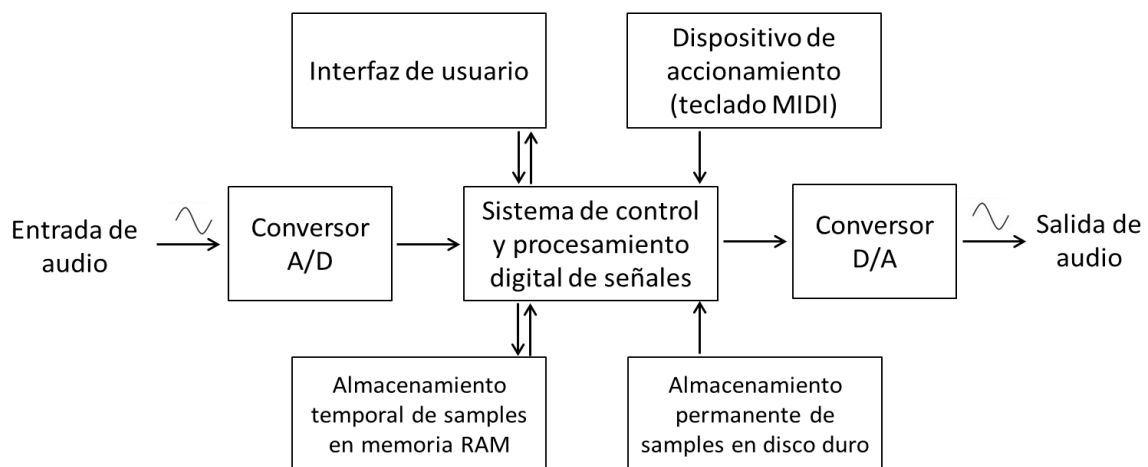 Interfaz de usuario
Dispositivo de
accionamiento
(teclado MIDI)
Entrada de
audio
Conversor
A/D
Sistema de control
y procesamiento
digital de señales
Conversor
D/A
Salida de
audio
Almacenamiento
temporal de samples
en memoria RAM
Almacenamiento
permanente de
samples en disco duro